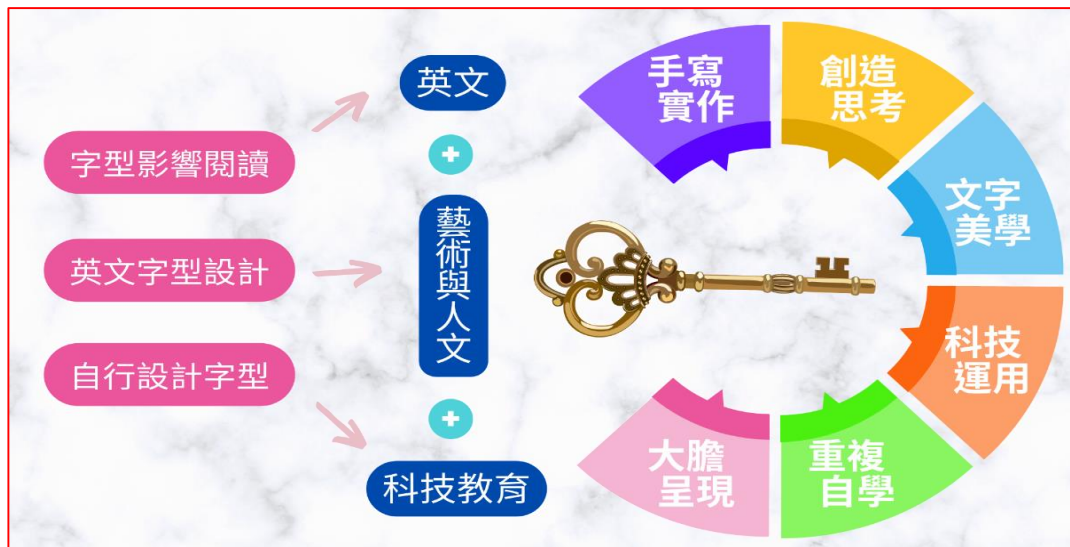 字型影響閱讀
英文字型設計
自行設計字型
英文
+
藝術與人文
+
科技教育
手寫
實作
創造
思考
文字
美學
科技
運用
重複
自學
大膽
呈現